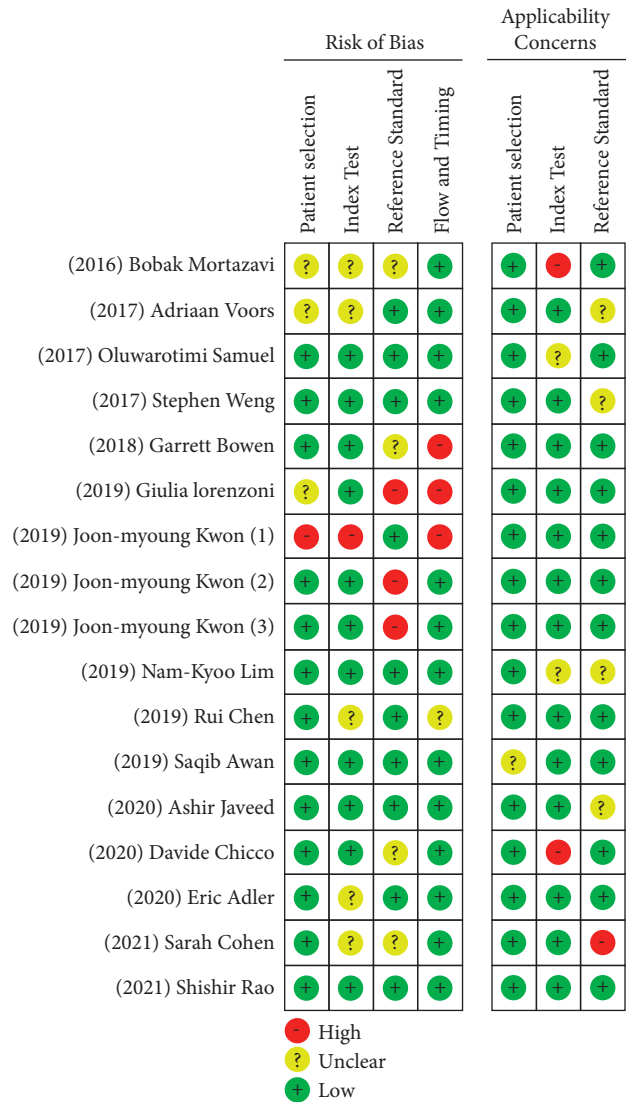 Risk of Bias
Applicability
Concerns
Patient selection
Index Test
Reference Standard
Flow and Timing
Patient selection
Index Test
Reference Standard
(2016) Bobak Mortazavi ? ? ? + + - +
(2017) Adriaan Voors ? ? + + + + ?
(2017) Oluwarotimi Samuel + + + + + ? +
(2017) Stephen Weng + + + + + + ?
(2018) Garrett Bowen + + ? - + + +
(2019) Giulia lorenzoni ? + - - + + +
(2019) Joon-myoung Kwon (1) - - + - + + +
(2019) Joon-myoung Kwon (2) + + - + + + +
(2019) Joon-myoung Kwon (3) + + - + + + +
(2019) Nam-Kyoo Lim + + + + + ? ?
(2019) Rui Chen + ? + ? + + +
(2019) Saqib Awan + + + + ? + +
(2020) Ashir Javeed + + + + + + ?
(2020) Davide Chicco + + ? + + - +
(2020) Eric Adler + ? + + + + +
(2021) Sarah Cohen + ? ? + + + -
(2021) Shishir Rao + + + + + + +
- High
? Unclear
+ Low